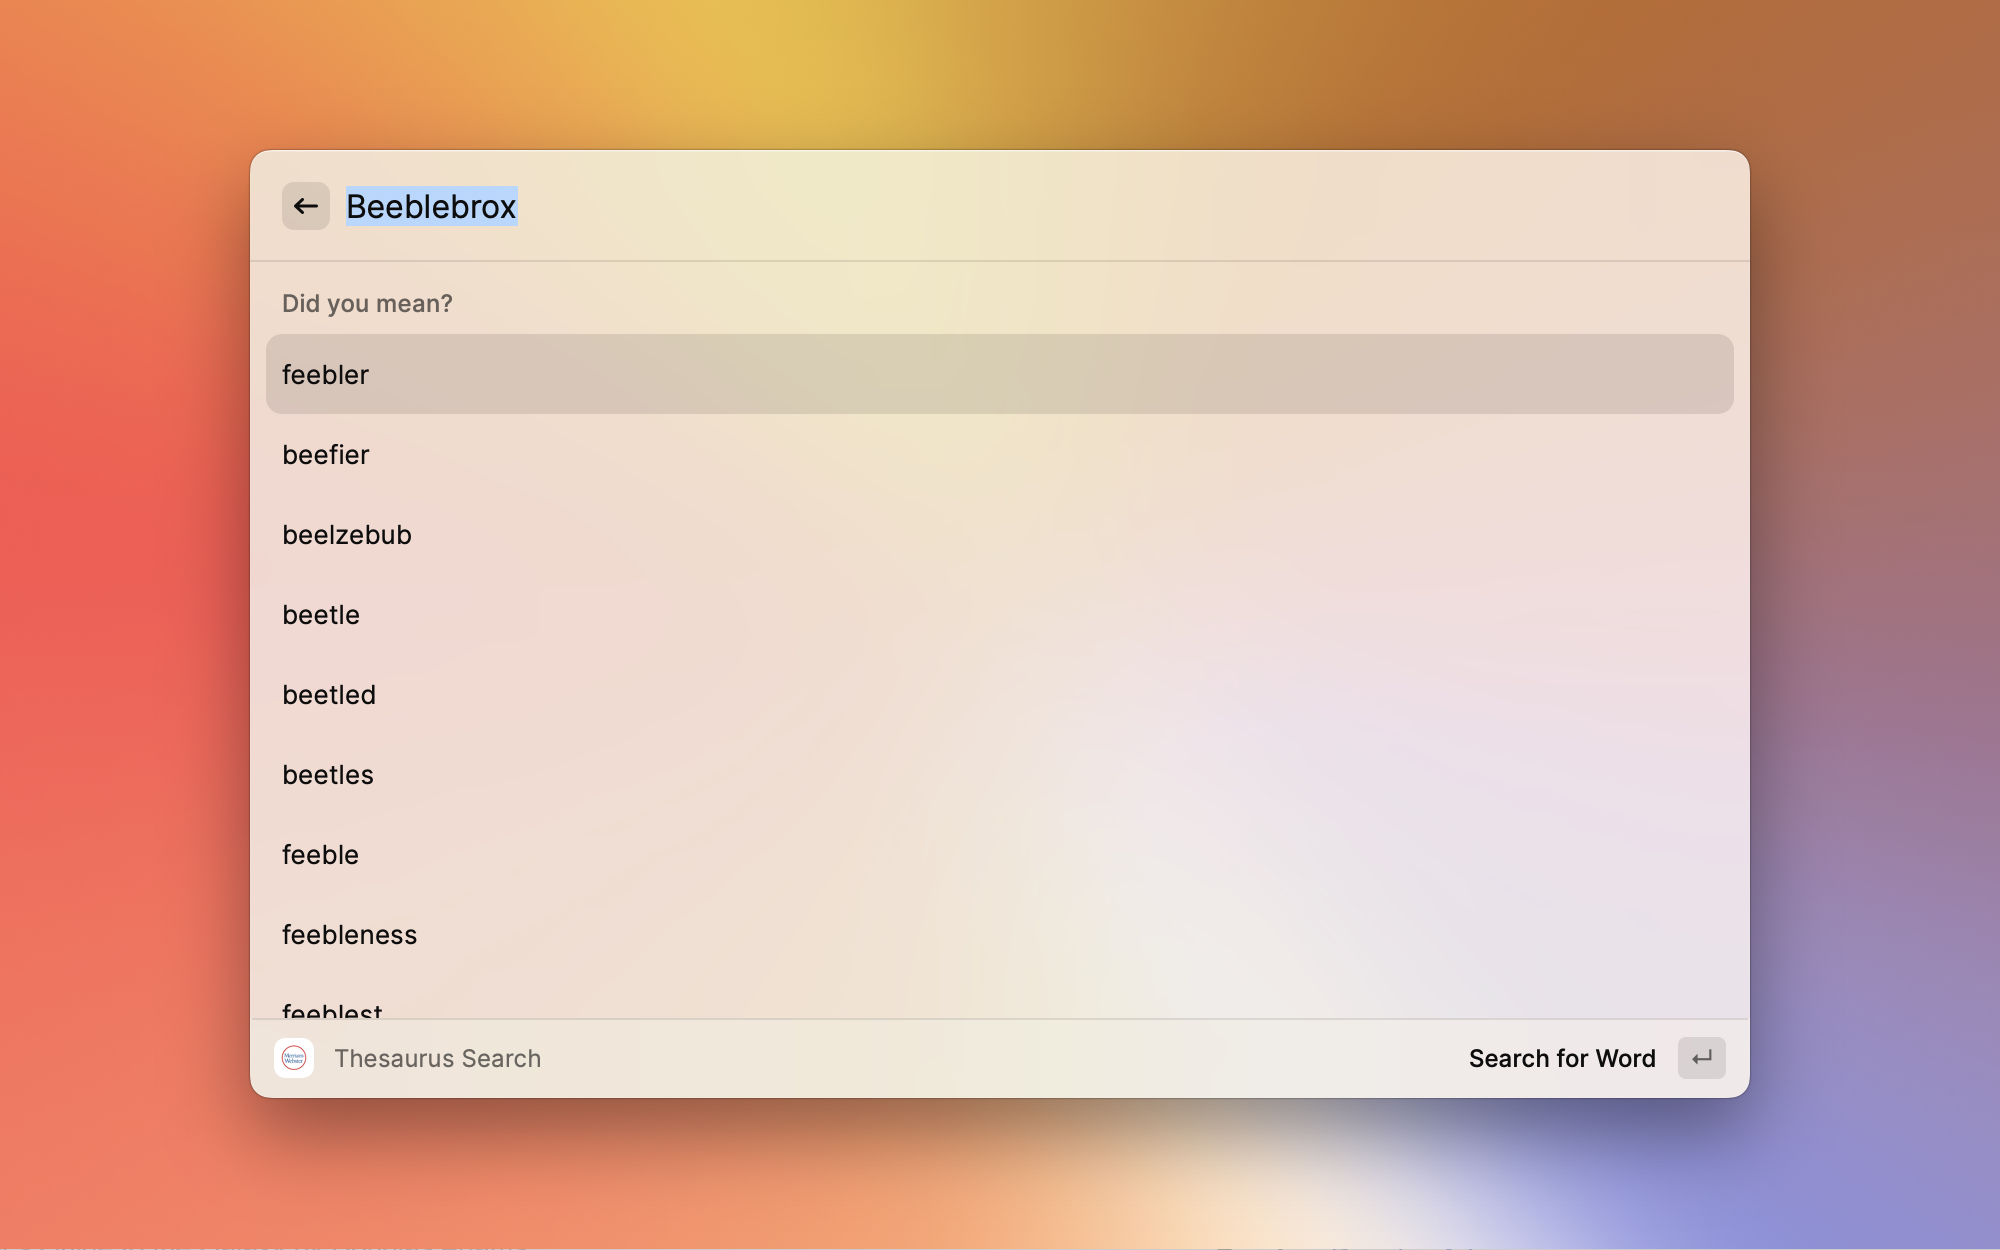 Beeblebrox
Did you mean?
feebler
beefier
beelzebub
beetle
beetled
beetles
feeble
feebleness
feeblest
Merriam
Webster
Thesaurus Search
Search for Word